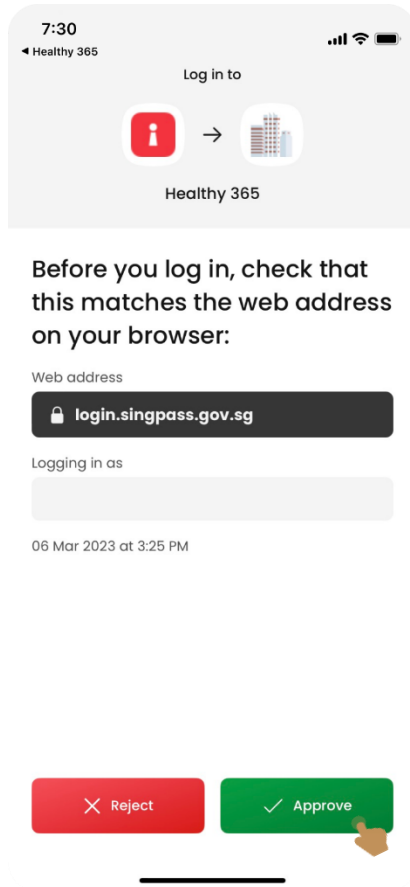 7:30
◀ Healthy 365
Log in to
Healthy 365
Before you log in, check that
this matches the web address
on your browser:
Web address
login.singpass.gov.sg
Logging in as
06 Mar 2023 at 3:25 PM
Reject
Approve